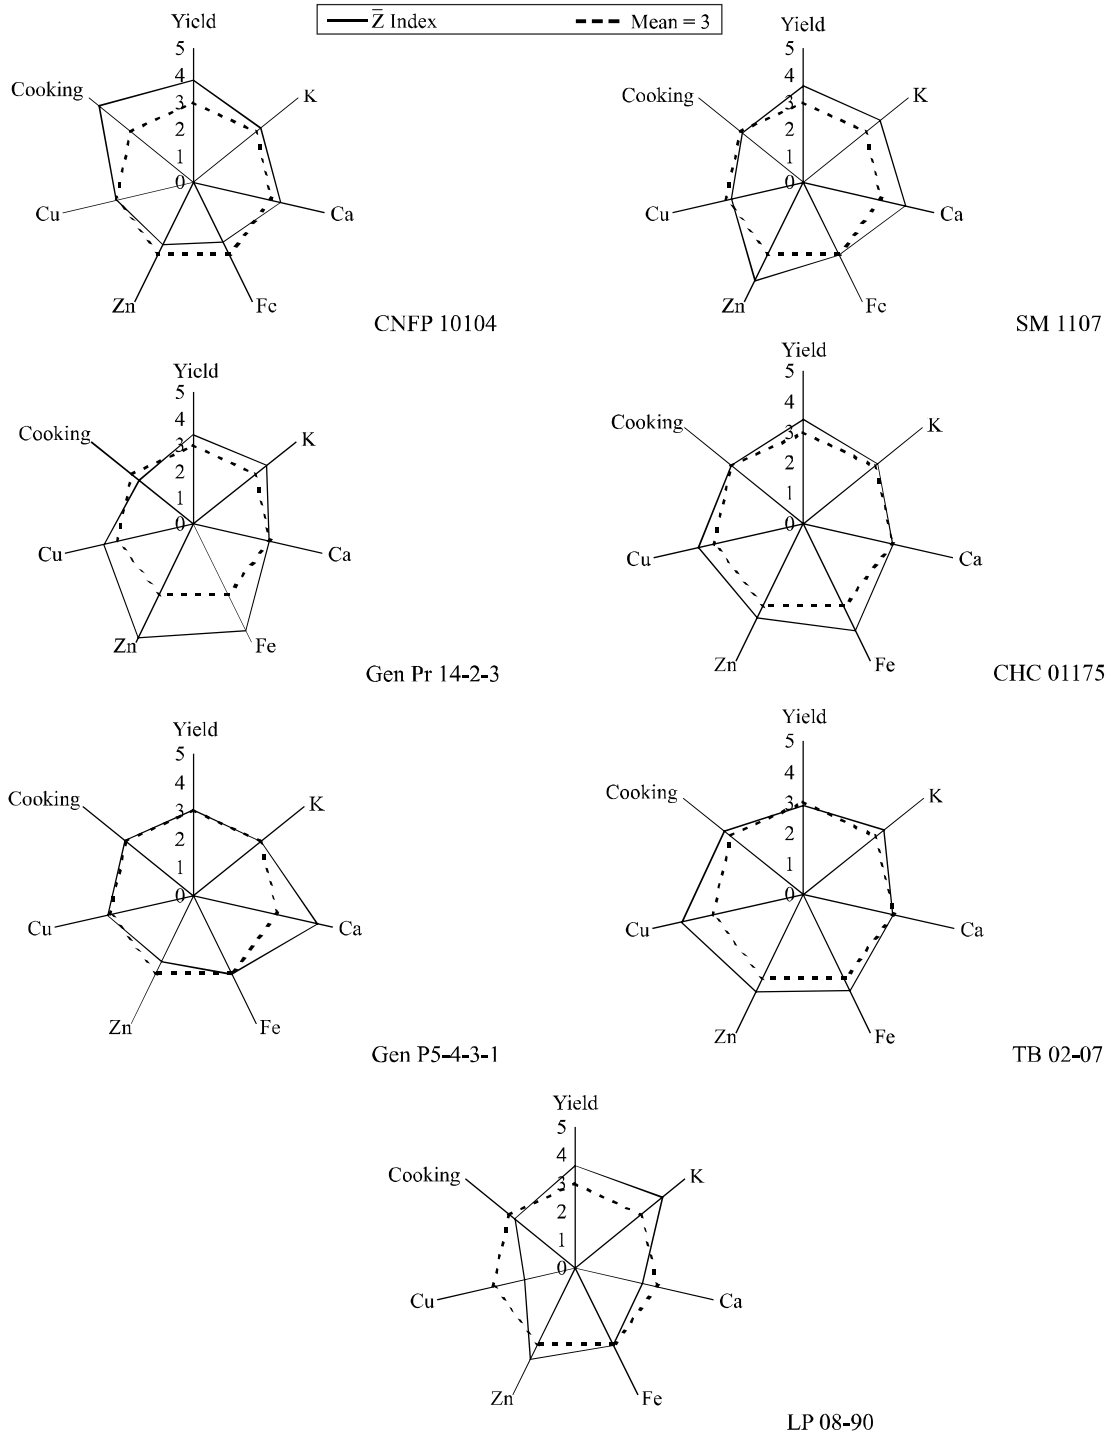 Z̅ Index Mean = 3
Yield
5
4
3
2
1
0
Cooking
K
Cu
Ca
Zn
Fe
CNFP 10104
Yield
5
4
3
2
1
0
Cooking
K
Cu
Ca
Zn
Fe
SM 1107
Yield
5
4
3
2
1
0
Cooking
K
Cu
Ca
Zn
Fe
Gen Pr 14-2-3
Yield
5
4
3
2
1
0
Cooking
K
Cu
Ca
Zn
Fe
CHC 01175
Yield
5
4
3
2
1
0
Cooking
K
Cu
Ca
Zn
Fe
Gen P5-4-3-1
Yield
5
4
3
2
1
0
Cooking
K
Cu
Ca
Zn
Fe
TB 02-07
Yield
5
4
3
2
1
0
Cooking
K
Cu
Ca
Zn
Fe
LP 08-90